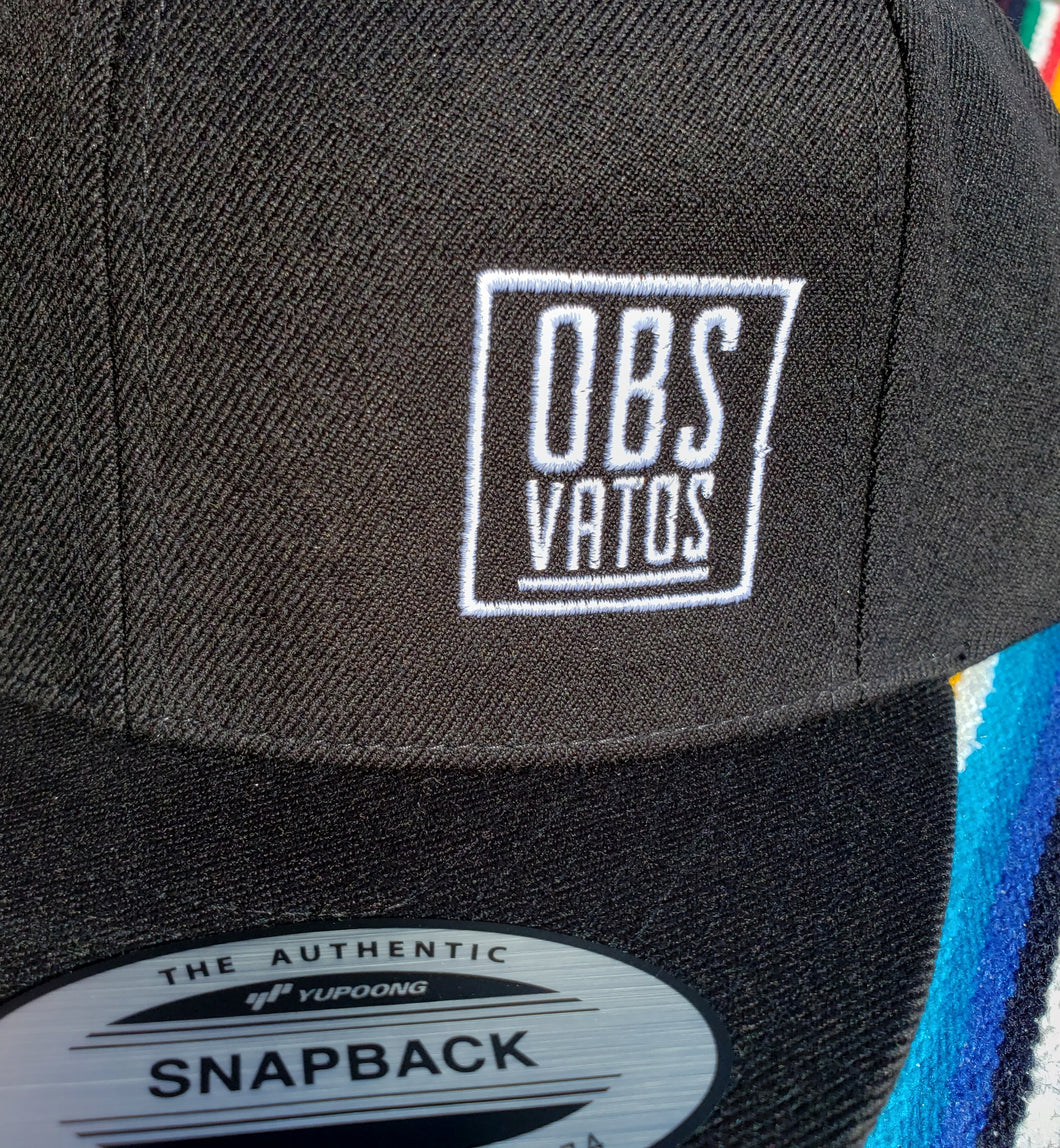 OBS
VATOS
THE AUTHENTIC
YUPOONG
SNAPBACK